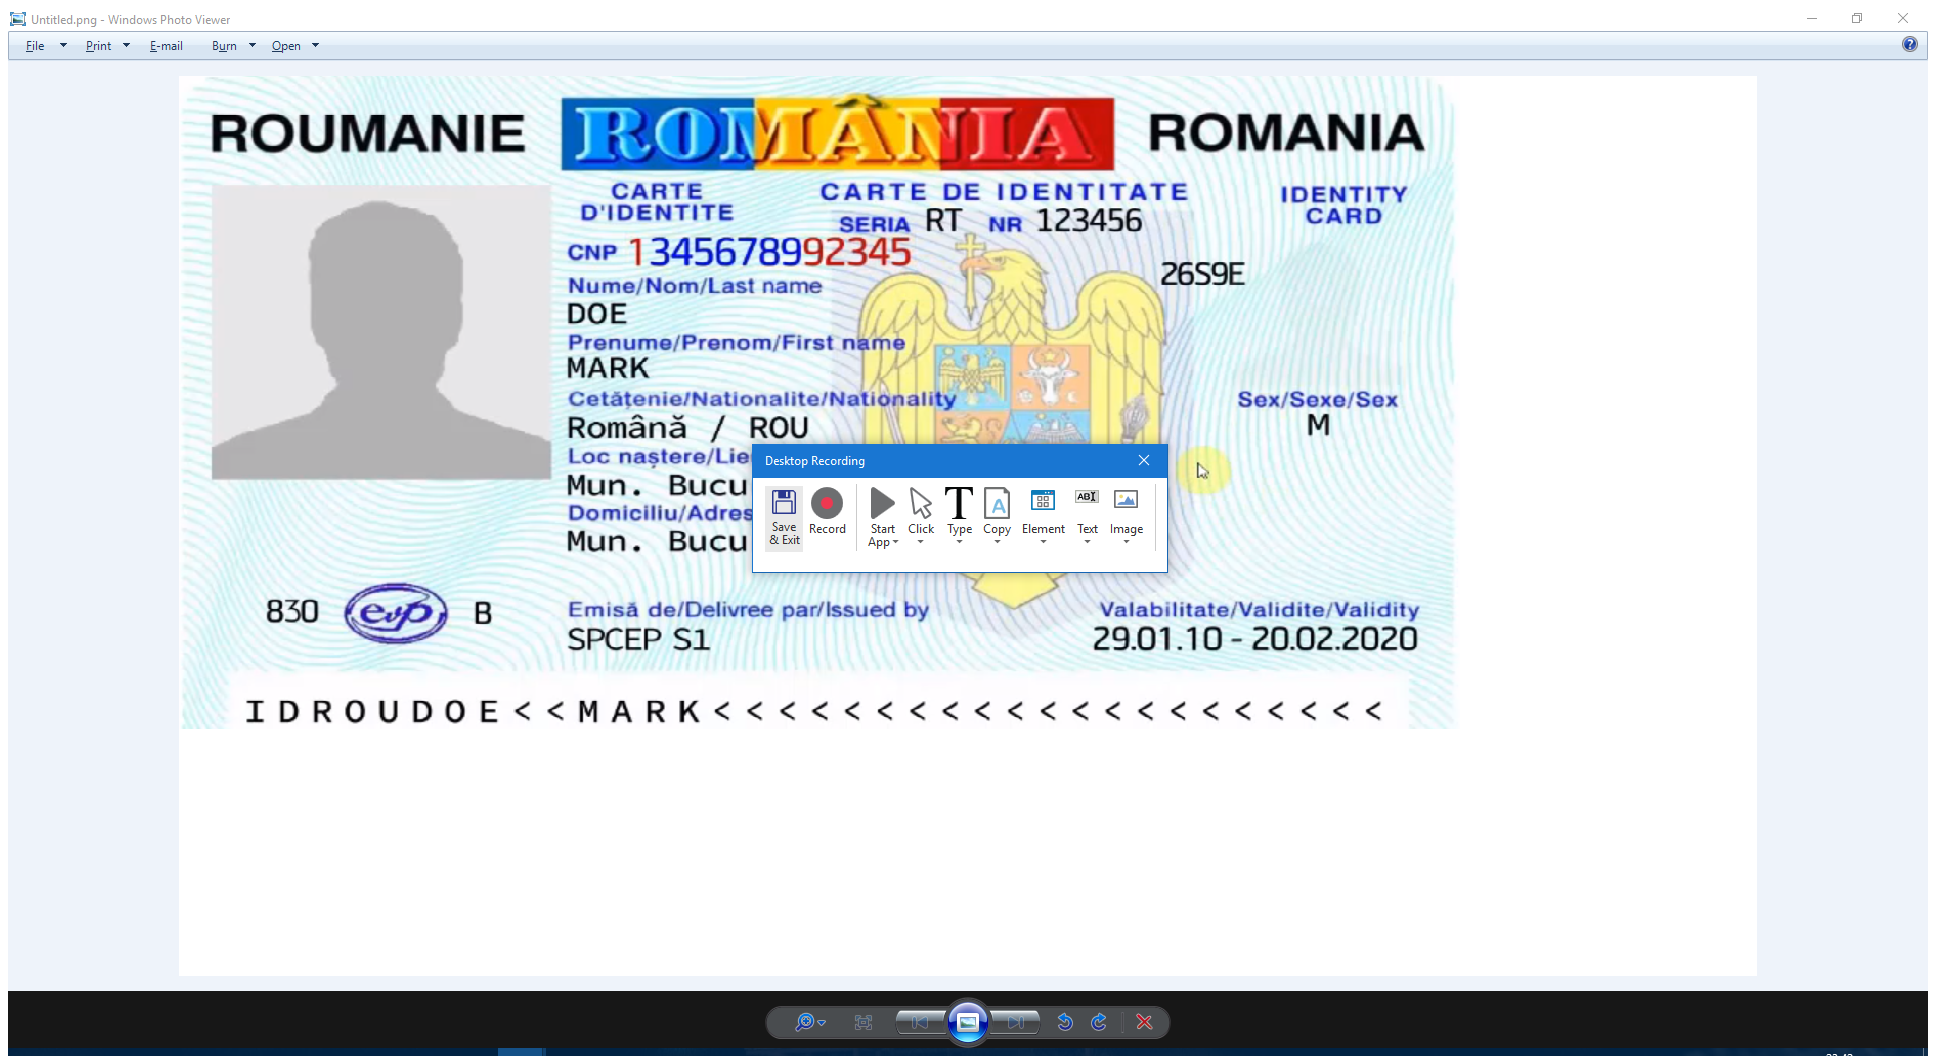 Untitled.png - Windows Photo Viewer
File Print E-mail Burn Open
ROUMANIE ROMÂNIA ROMANIA
CARTE D'IDENTITE
CARTE DE IDENTITATE
IDENTITY CARD
SERIA RT NR 123456
CNP 1345678992345
26S9E
Nume/Nom/Last name
DOE
Prenume/Prenom/First name
MARK
Cetățenie/Nationalite/Nationality
Română / ROU
Sex/Sexe/Sex
M
Loc naștere/Lie
Mun. Bucu
Domiciliu/Adres
Mun. Bucu
Desktop Recording
Save & Exit
Record
Start App
Click
Type
Copy
Element
Text
Image
830 evp B
Emisă de/Delivree par/Issued by
SPCEP S1
Valabilitate/Validite/Validity
29.01.10 - 20.02.2020
IDROUDOE<<MARK<<<<<<<<<<<<<<<<<<<<<